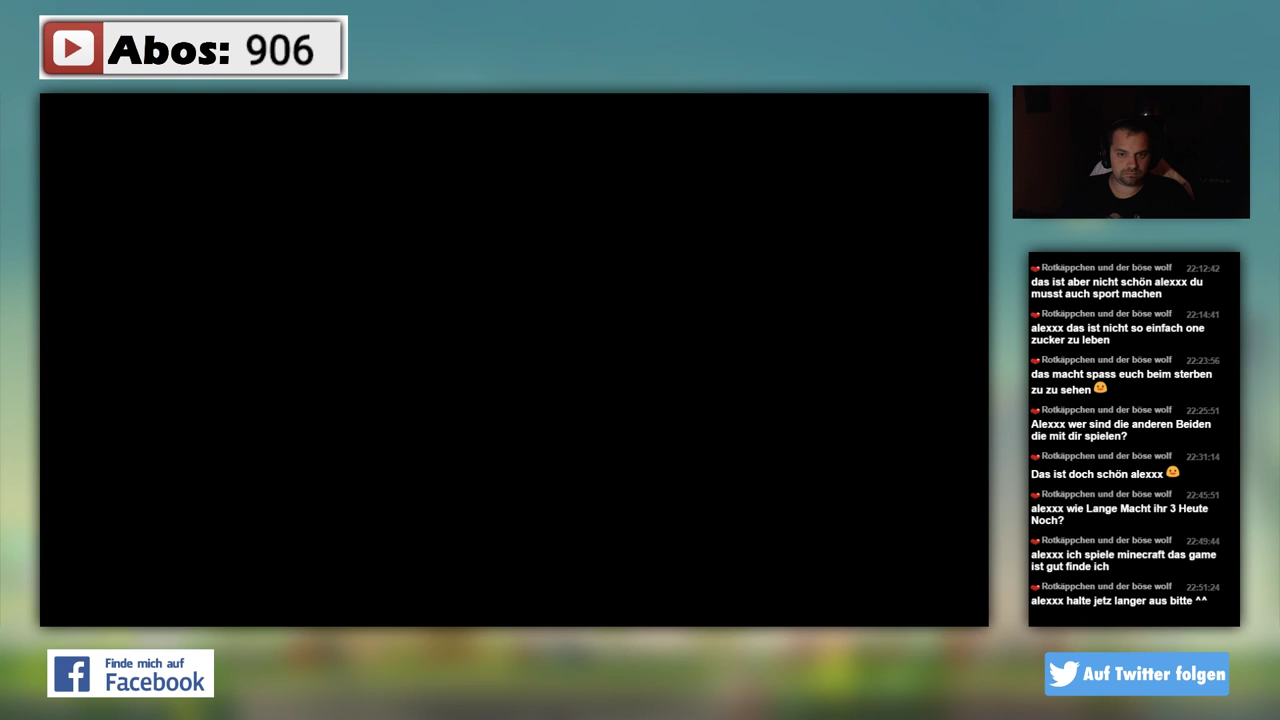 Abos: 906
Rotkäppchen und der böse wolf 22:12:42
das ist aber nicht schön alexxx du
musst auch sport machen
Rotkäppchen und der böse wolf 22:14:41
alexxx das ist nicht so einfach one
zucker zu leben
Rotkäppchen und der böse wolf 22:23:56
das macht spass euch beim sterben
zu zu sehen
Rotkäppchen und der böse wolf 22:25:51
Alexxx wer sind die anderen Beiden
die mit dir spielen?
Rotkäppchen und der böse wolf 22:31:14
Das ist doch schön alexxx
Rotkäppchen und der böse wolf 22:45:51
alexxx wie Lange Macht ihr 3 Heute
Noch?
Rotkäppchen und der böse wolf 22:49:44
alexxx ich spiele minecraft das game
ist gut finde ich
Rotkäppchen und der böse wolf 22:51:24
alexxx halte jetz langer aus bitte ^^
Finde mich auf
Facebook
Auf Twitter folgen